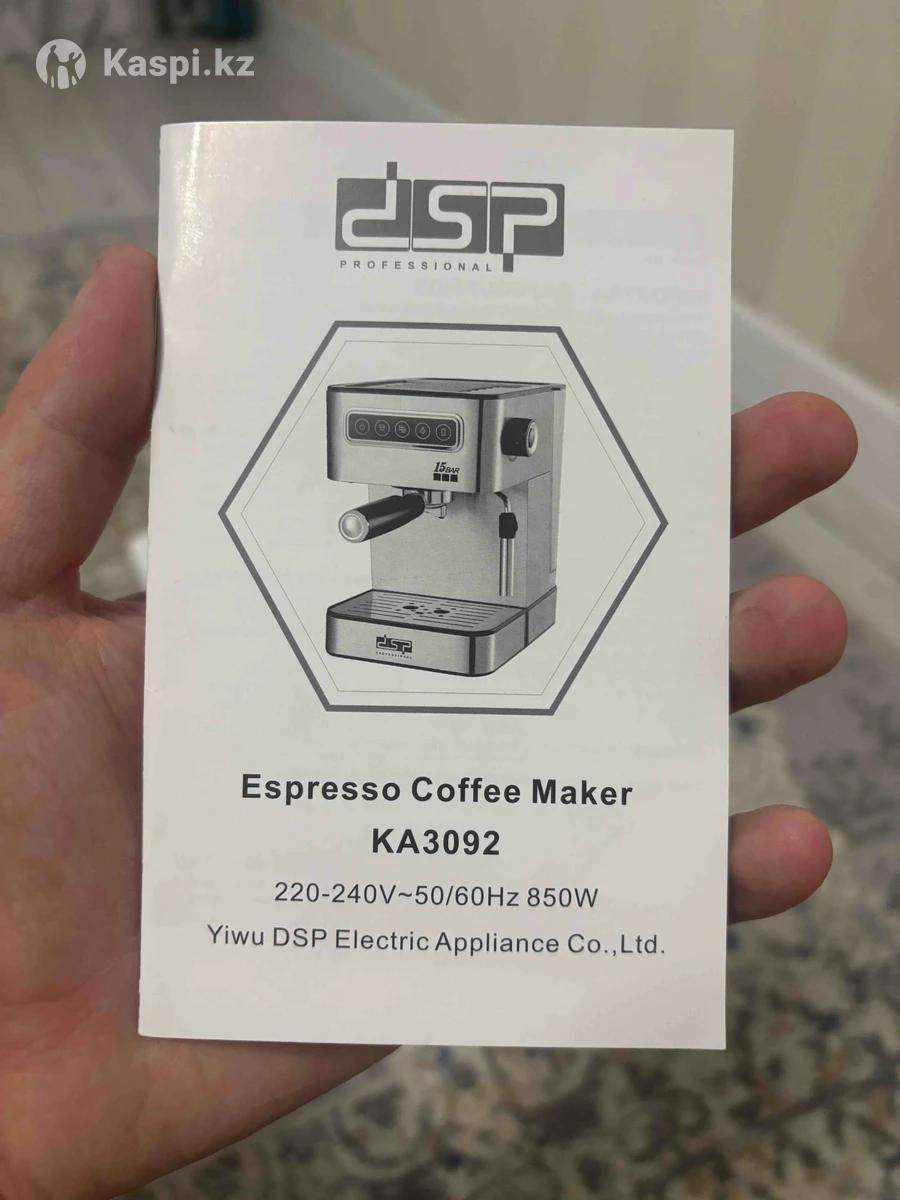 Kaspi.kz
dsp
PROFESSIONAL
15BAR
dsp
PROFESSIONAL
Espresso Coffee Maker
KA3092
220-240V~50/60Hz 850W
Yiwu DSP Electric Appliance Co.,Ltd.